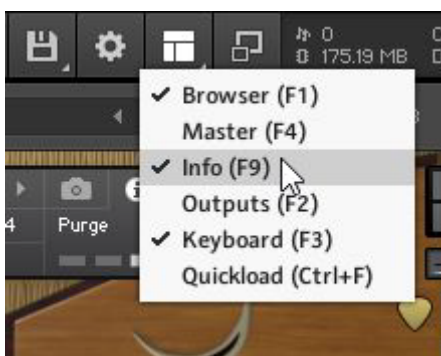 0
175.19 MB
Browser (F1)
Master (F4)
Info (F9)
Outputs (F2)
Keyboard (F3)
Quickload (Ctrl+F)
4
Purge